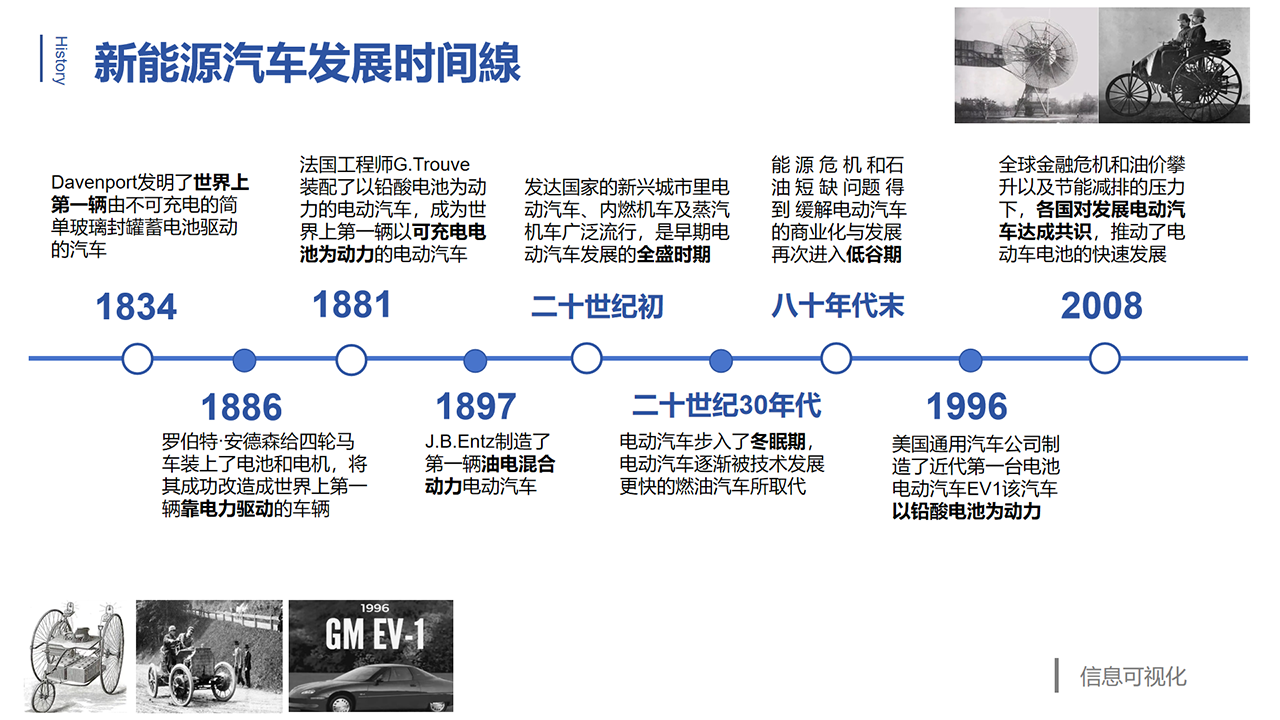 History
新能源汽车发展时间線
Davenport发明了世界上
第一辆由不可充电的简
单玻璃封罐蓄电池驱动
的汽车
1834
法国工程师G.Trouve
装配了以铅酸电池为动
力的电动汽车，成为世
界上第一辆以可充电电
池为动力的电动汽车
1881
发达国家的新兴城市里电
动汽车、内燃机车及蒸汽
机车广泛流行，是早期电
动汽车发展的全盛时期
二十世纪初
能 源 危 机 和石
油 短 缺 问题 得
到 缓解电动汽车
的商业化与发展
再次进入低谷期
八十年代末
全球金融危机和油价攀
升以及节能减排的压力
下，各国对发展电动汽
车达成共识，推动了电
动车电池的快速发展
2008
1886
罗伯特·安德森给四轮马
车装上了电池和电机，将
其成功改造成世界上第一
辆靠电力驱动的车辆
1897
J.B.Entz制造了
第一辆油电混合
动力电动汽车
二十世纪30年代
电动汽车步入了冬眠期，
电动汽车逐渐被技术发展
更快的燃油汽车所取代
1996
美国通用汽车公司制
造了近代第一台电池
电动汽车EV1该汽车
以铅酸电池为动力
1996
GM EV-1
信息可视化